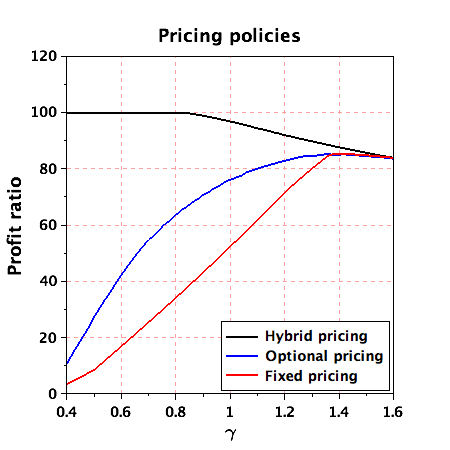 Pricing policies
Profit ratio
120
100
80
60
40
20
0
0.4
0.6
0.8
1
1.2
1.4
1.6
γ
Hybrid pricing
Optional pricing
Fixed pricing